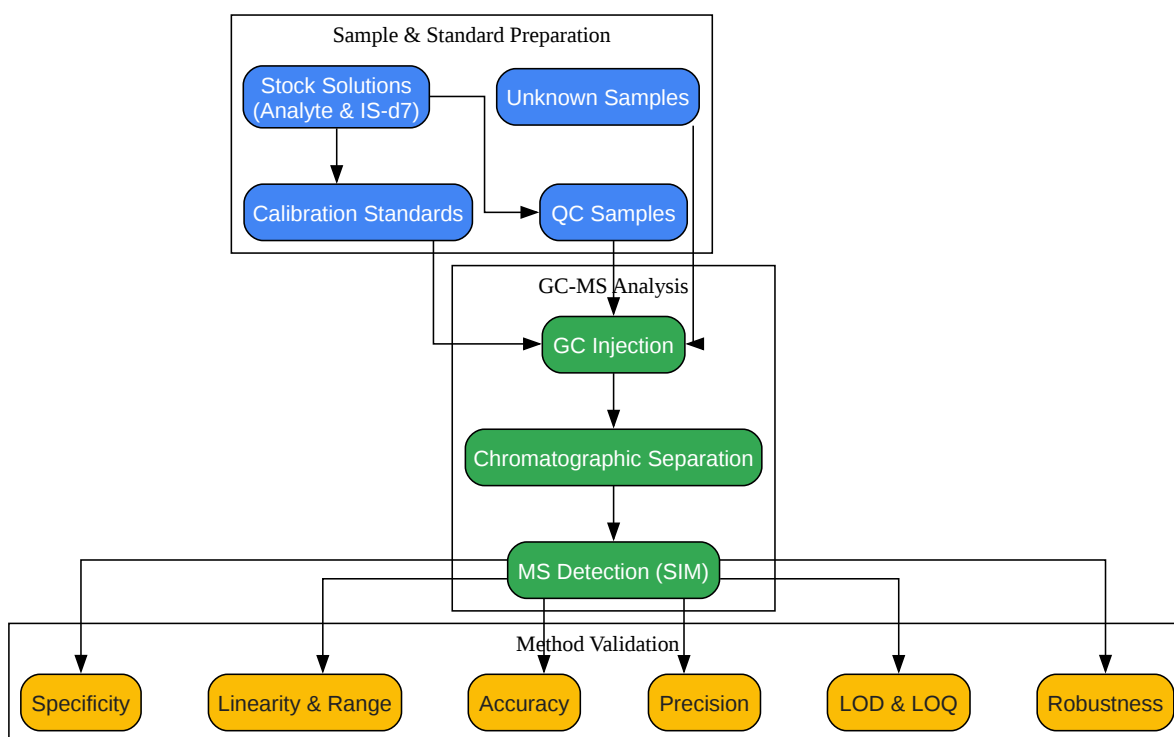 Sample & Standard Preparation
Stock Solutions
(Analyte & IS-d7)
Unknown Samples
Calibration Standards
QC Samples
GC-MS Analysis
GC Injection
Chromatographic Separation
MS Detection (SIM)
Method Validation
Specificity
Linearity & Range
Accuracy
Precision
LOD & LOQ
Robustness